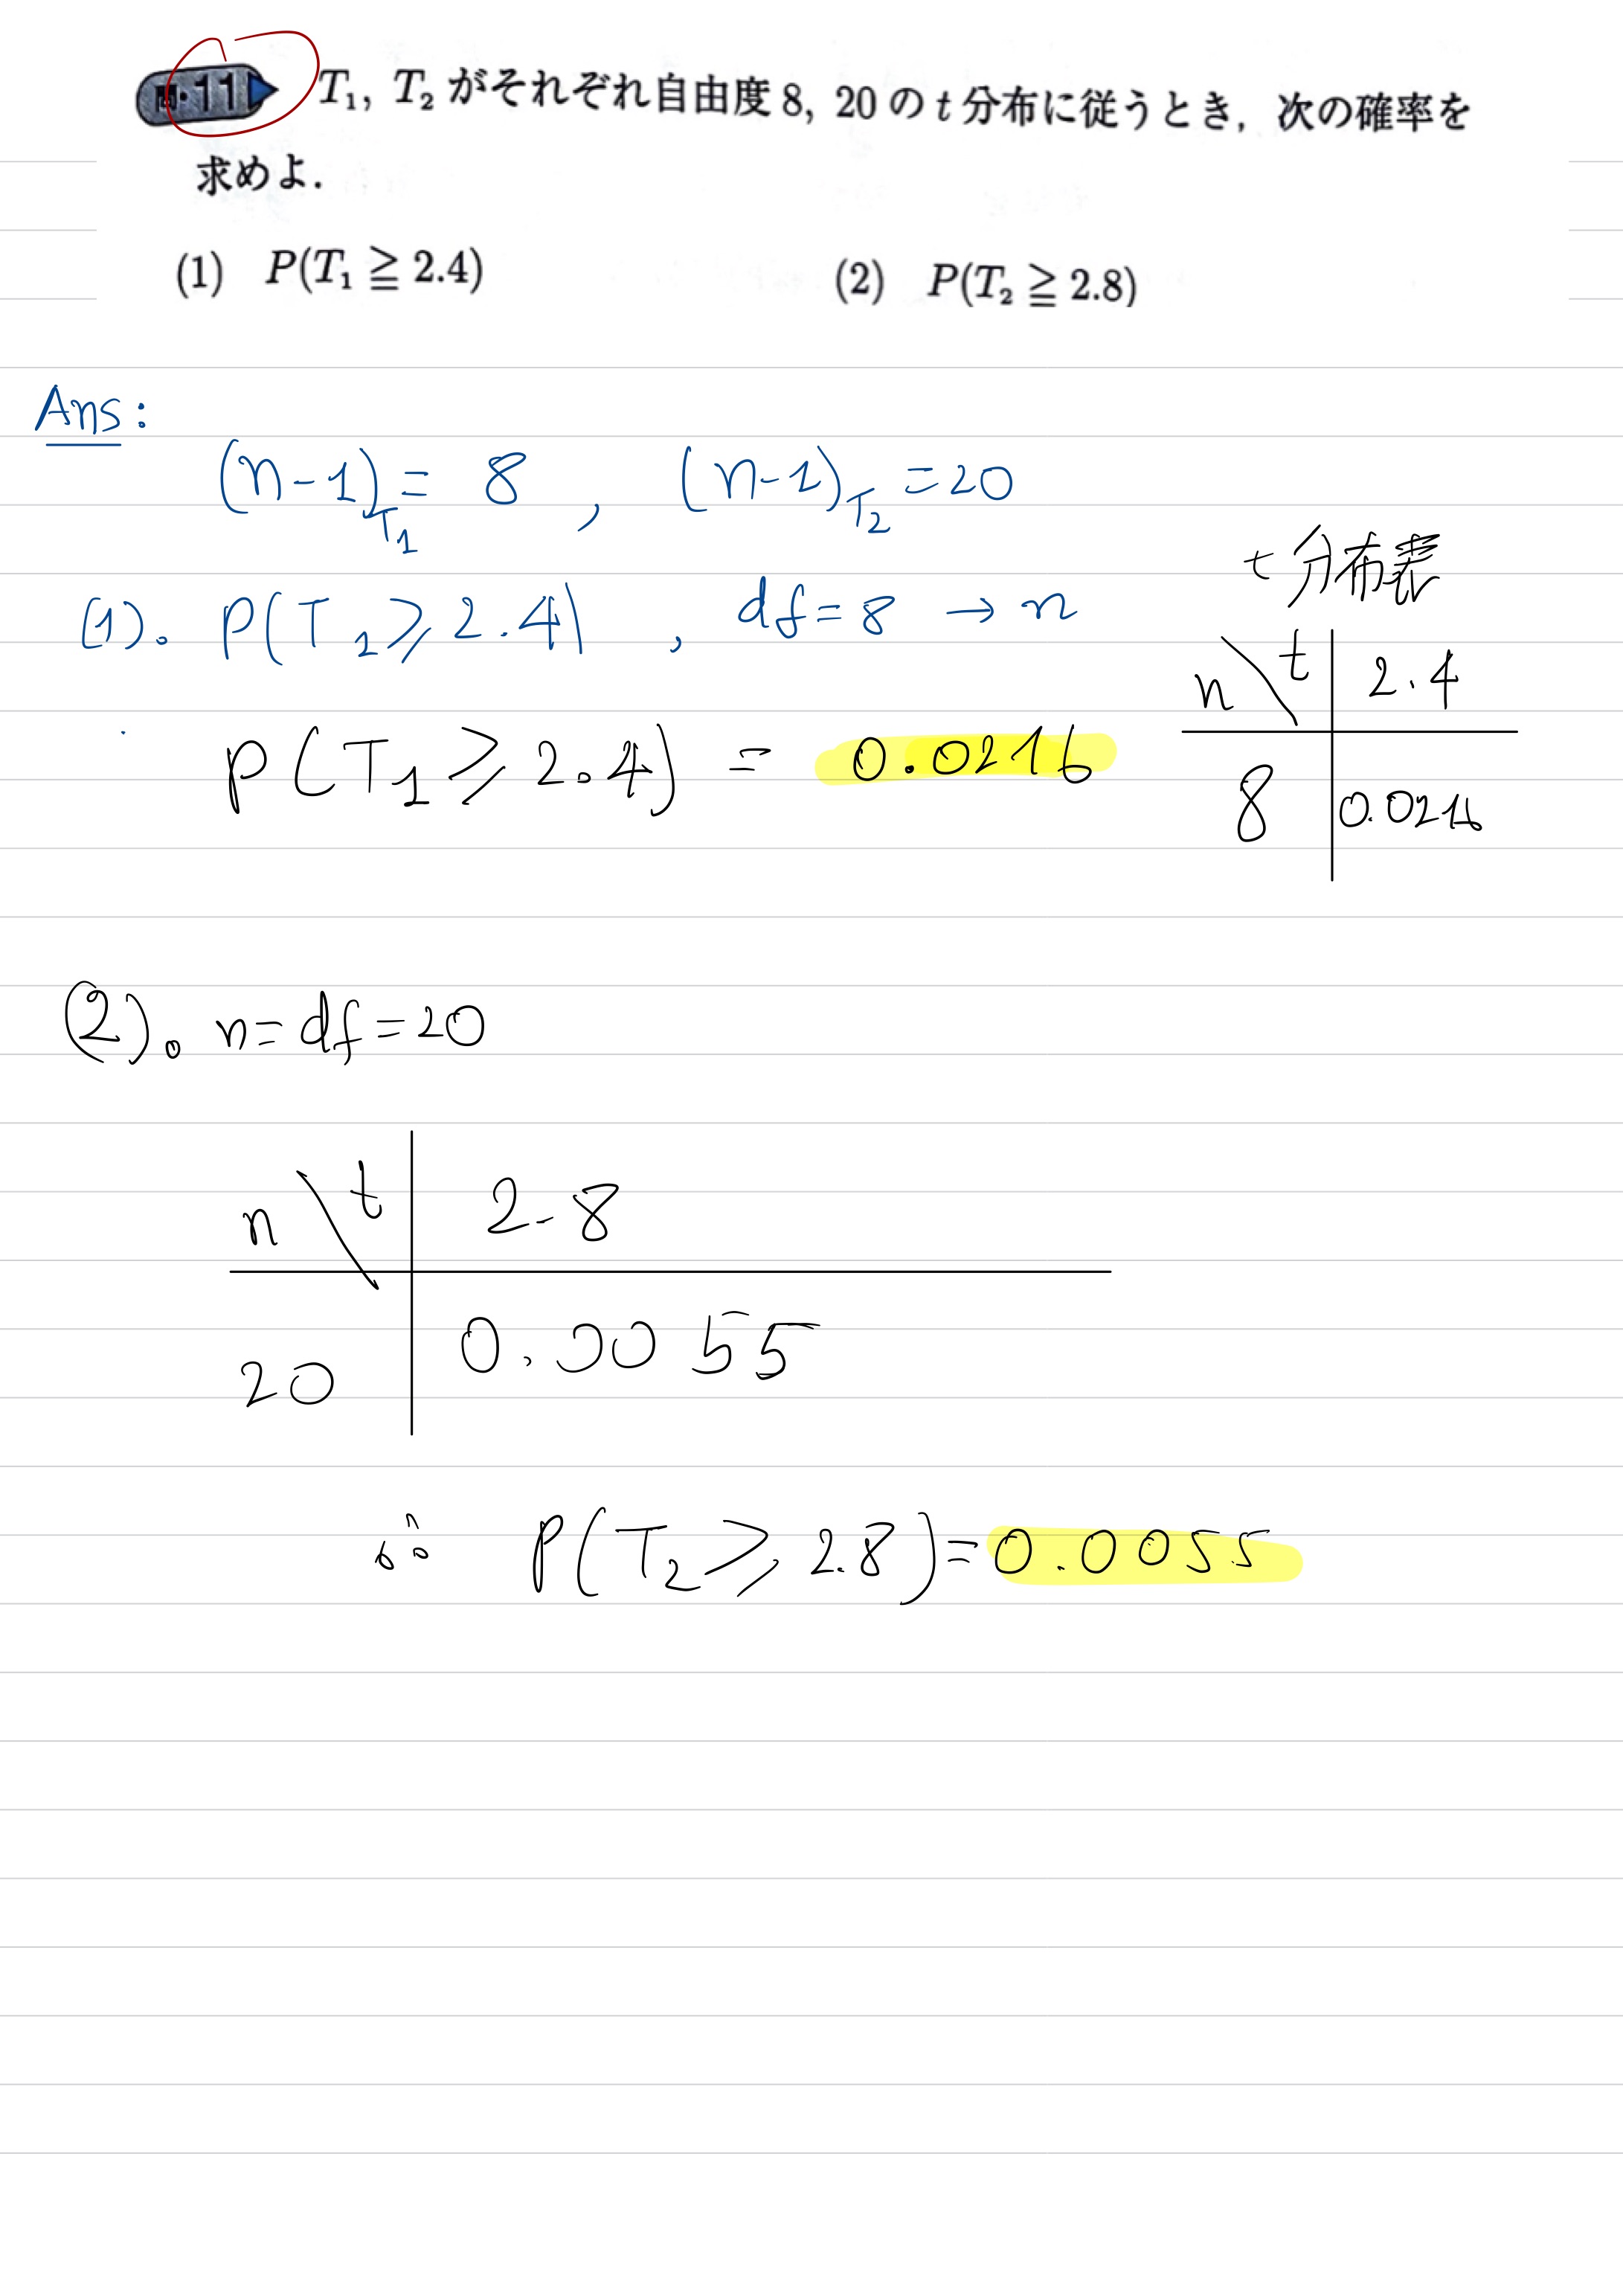 問・11 T₁, T₂ がそれぞれ自由度 8, 20 の t 分布に従うとき, 次の確率を
求めよ.
(1) P(T₁ ≧ 2.4) (2) P(T₂ ≧ 2.8)
Ans:
(n-1)_T₁ = 8 , (n-1)_T₂ = 20
(1). P(T₁ ⩾ 2.4) , df = 8 → n
t 分布表
n \ t | 2.4
8 | 0.0216
P(T₁ ⩾ 2.4) = 0.0216
(2). n = df = 20
n \ t | 2.8
20 | 0.0055
∴ P(T₂ ⩾ 2.8) = 0.0055